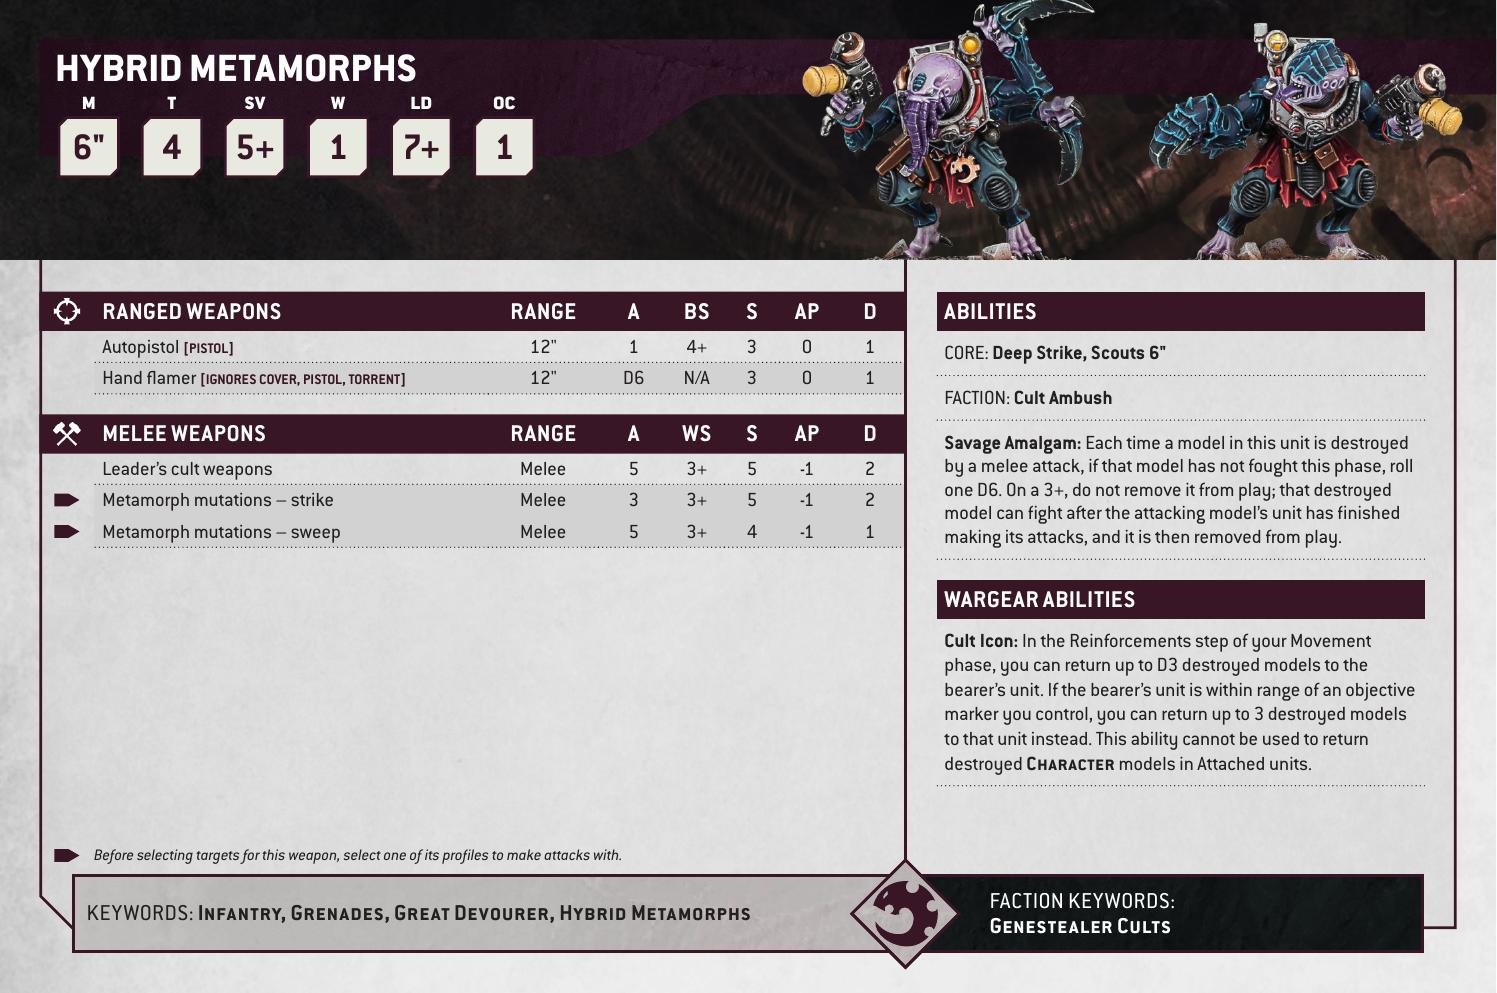 HYBRID METAMORPHS
M T SV W LD OC
6" 4 5+ 1 7+ 1
RANGED WEAPONS RANGE A BS S AP D
Autopistol [PISTOL] 12" 1 4+ 3 0 1
Hand flamer [IGNORES COVER, PISTOL, TORRENT] 12" D6 N/A 3 0 1
MELEE WEAPONS RANGE A WS S AP D
Leader's cult weapons Melee 5 3+ 5 -1 2
Metamorph mutations – strike Melee 3 3+ 5 -1 2
Metamorph mutations – sweep Melee 5 3+ 4 -1 1
Before selecting targets for this weapon, select one of its profiles to make attacks with.
ABILITIES
CORE: Deep Strike, Scouts 6"
FACTION: Cult Ambush
Savage Amalgam: Each time a model in this unit is destroyed
by a melee attack, if that model has not fought this phase, roll
one D6. On a 3+, do not remove it from play; that destroyed
model can fight after the attacking model's unit has finished
making its attacks, and it is then removed from play.
WARGEAR ABILITIES
Cult Icon: In the Reinforcements step of your Movement
phase, you can return up to D3 destroyed models to the
bearer's unit. If the bearer's unit is within range of an objective
marker you control, you can return up to 3 destroyed models
to that unit instead. This ability cannot be used to return
destroyed CHARACTER models in Attached units.
KEYWORDS: INFANTRY, GRENADES, GREAT DEVOURER, HYBRID METAMORPHS
FACTION KEYWORDS:
GENESTEALER CULTS